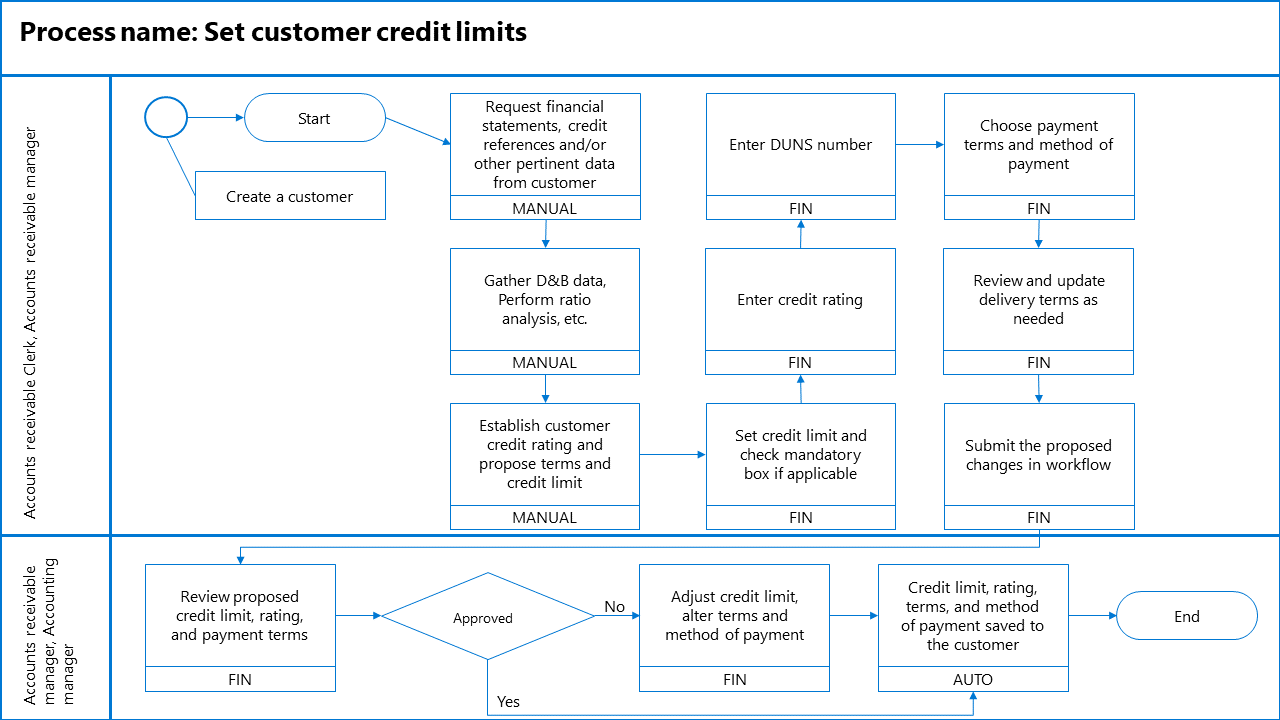 Process name: Set customer credit limits
Accounts receivable Clerk, Accounts receivable manager
Start
Create a customer
Request financial
statements, credit
references and/or
other pertinent data
from customer
MANUAL
Gather D&B data,
Perform ratio
analysis, etc.
MANUAL
Establish customer
credit rating and
propose terms and
credit limit
MANUAL
Set credit limit and
check mandatory
box if applicable
FIN
Enter credit rating
FIN
Enter DUNS number
FIN
Choose payment
terms and method of
payment
FIN
Review and update
delivery terms as
needed
FIN
Submit the proposed
changes in workflow
FIN
Accounts receivable
manager, Accounting
manager
Review proposed
credit limit, rating,
and payment terms
FIN
Approved
No
Yes
Adjust credit limit,
alter terms and
method of payment
FIN
Credit limit, rating,
terms, and method
of payment saved to
the customer
AUTO
End